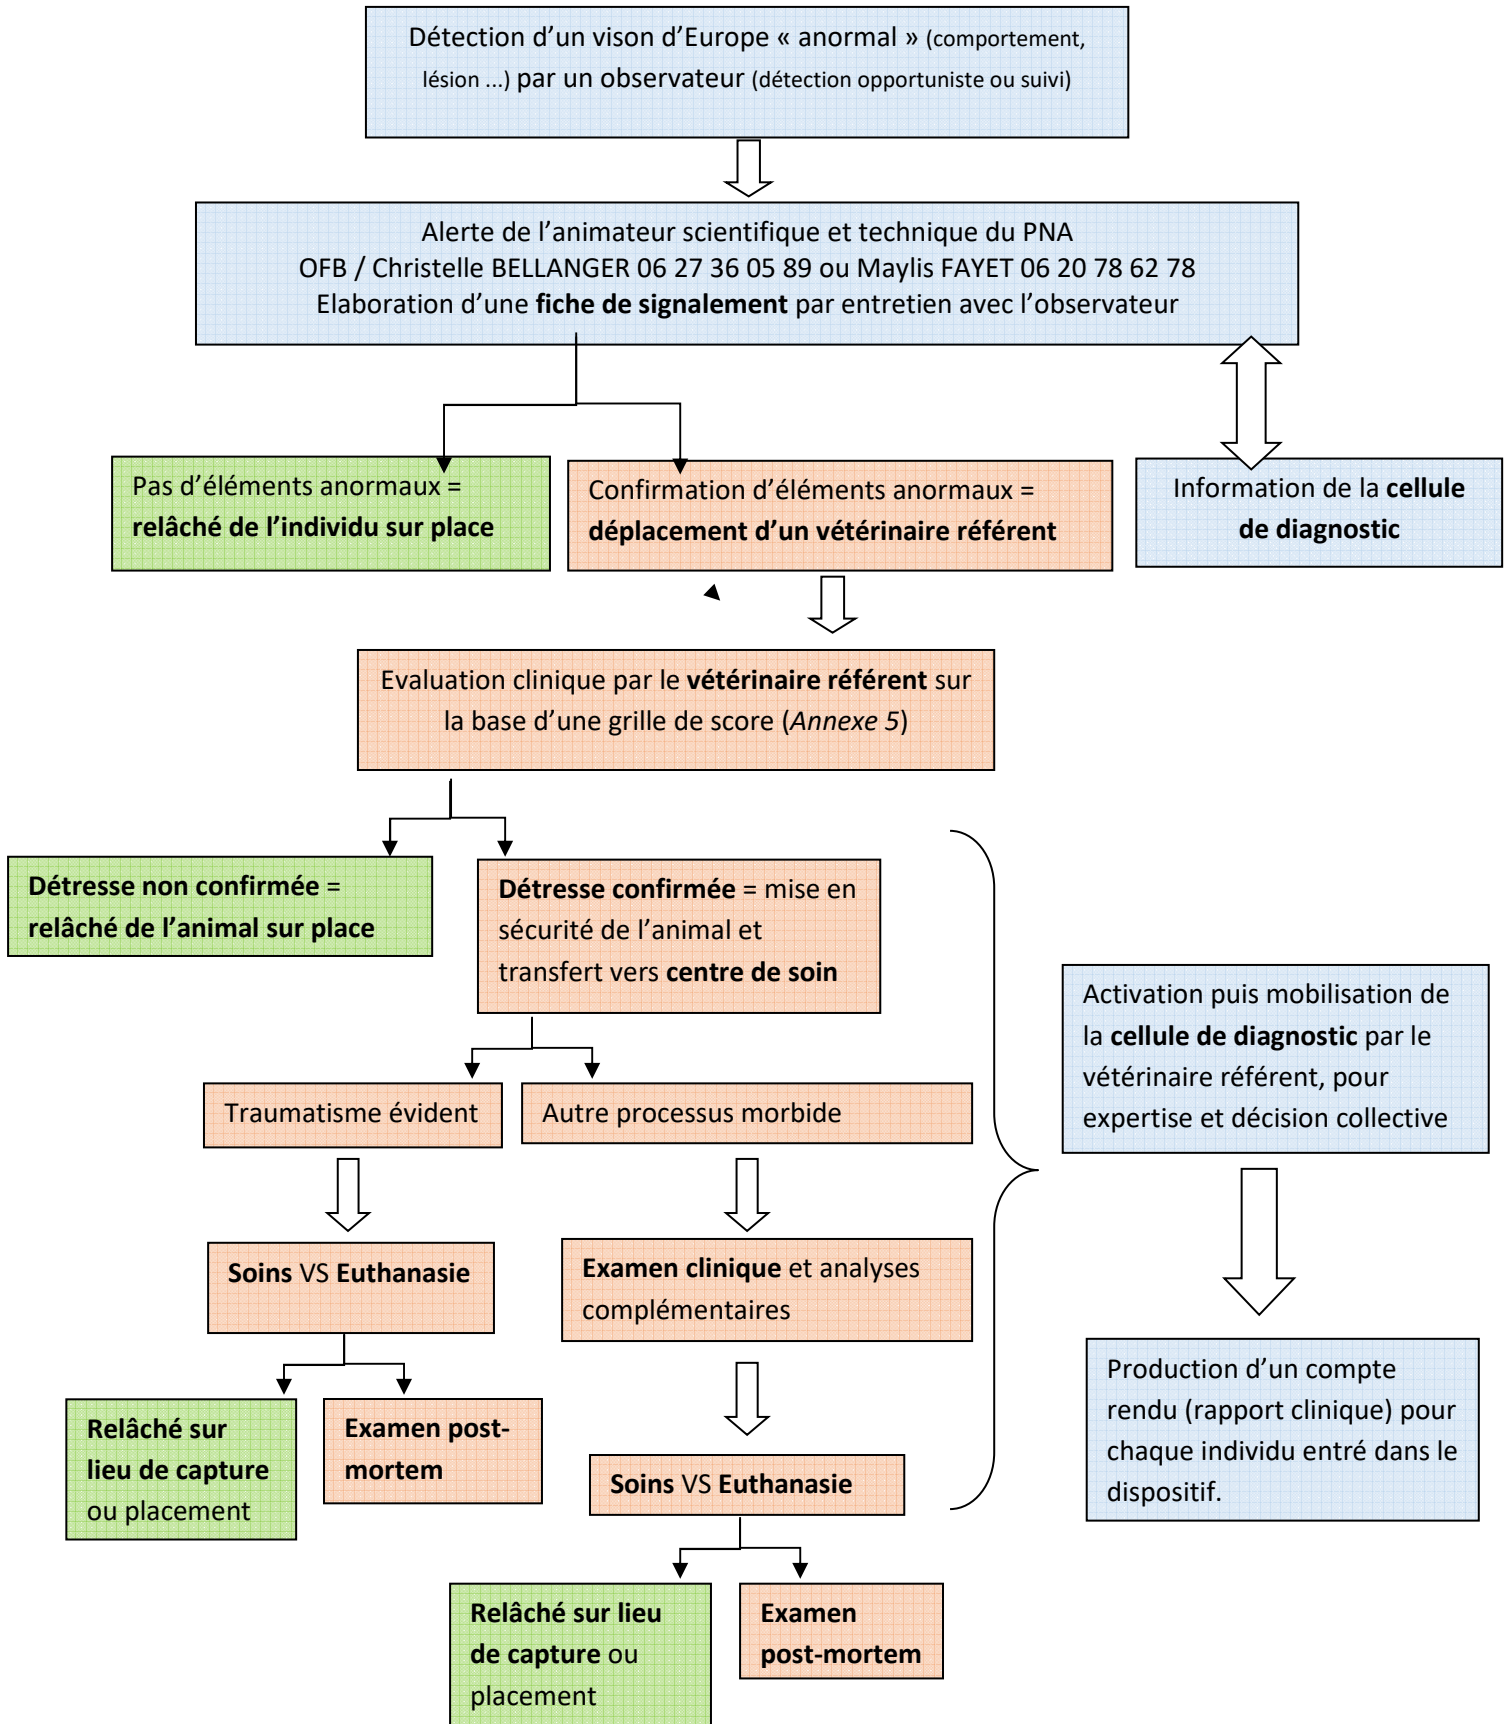 Détection d’un vison d’Europe « anormal » (comportement,
lésion ...) par un observateur (détection opportuniste ou suivi)
Alerte de l’animateur scientifique et technique du PNA
OFB / Christelle BELLANGER 06 27 36 05 89 ou Maylis FAYET 06 20 78 62 78
Elaboration d’une fiche de signalement par entretien avec l’observateur
Pas d’éléments anormaux =
relâché de l’individu sur place
Confirmation d’éléments anormaux =
déplacement d’un vétérinaire référent
Information de la cellule
de diagnostic
Evaluation clinique par le vétérinaire référent sur
la base d’une grille de score (Annexe 5)
Détresse non confirmée =
relâché de l’animal sur place
Détresse confirmée = mise en
sécurité de l’animal et
transfert vers centre de soin
Activation puis mobilisation de
la cellule de diagnostic par le
vétérinaire référent, pour
expertise et décision collective
Traumatisme évident
Autre processus morbide
Soins VS Euthanasie
Examen clinique et analyses
complémentaires
Production d’un compte
rendu (rapport clinique) pour
chaque individu entré dans le
dispositif.
Relâché sur
lieu de capture
ou placement
Examen post-
mortem
Soins VS Euthanasie
Relâché sur lieu
de capture ou
placement
Examen
post-mortem